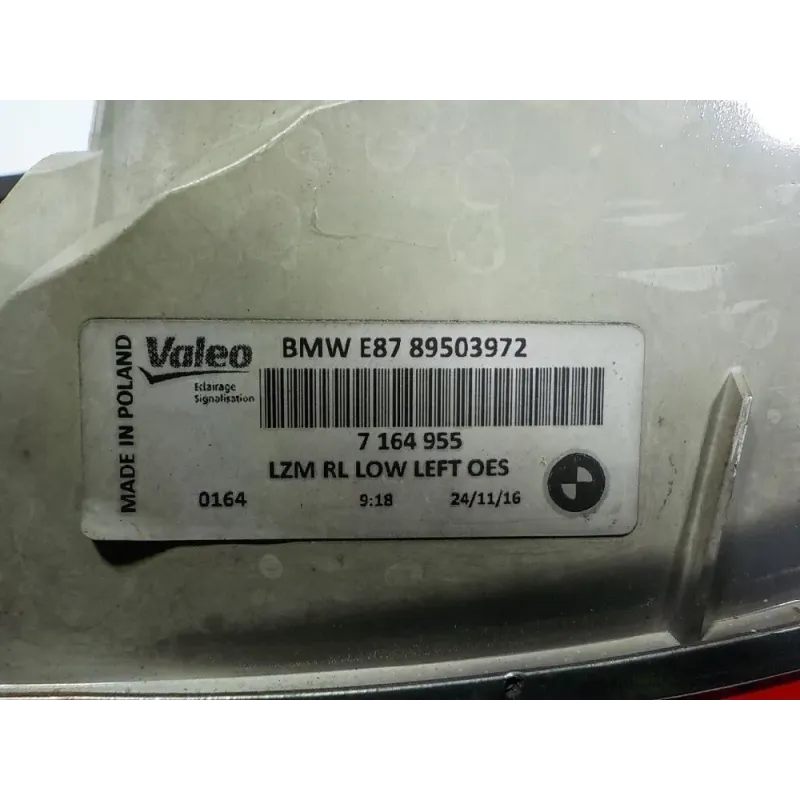 MADE IN POLAND
Valeo
Eclairage
Signalisation
BMW E87 89503972
7 164 955
LZM RL LOW LEFT OES
0164 9:18 24/11/16